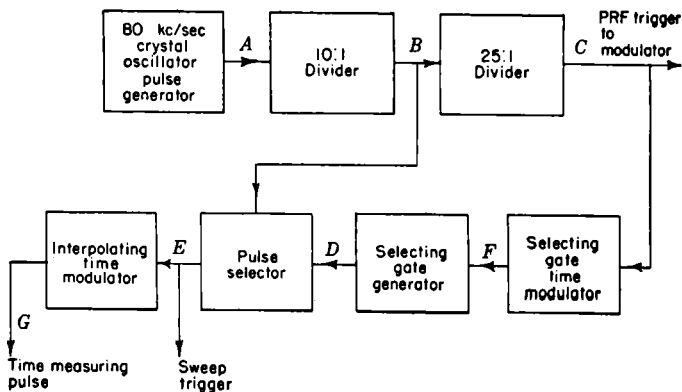 80 kc/sec
crystal
oscillator
pulse
generator
A
10:1
Divider
B
25:1
Divider
C
PRF trigger
to
modulator
Interpolating
time
modulator
E
Pulse
selector
D
Selecting
gate
generator
F
Selecting
gate
time
modulator
G
Time measuring
pulse
Sweep
trigger